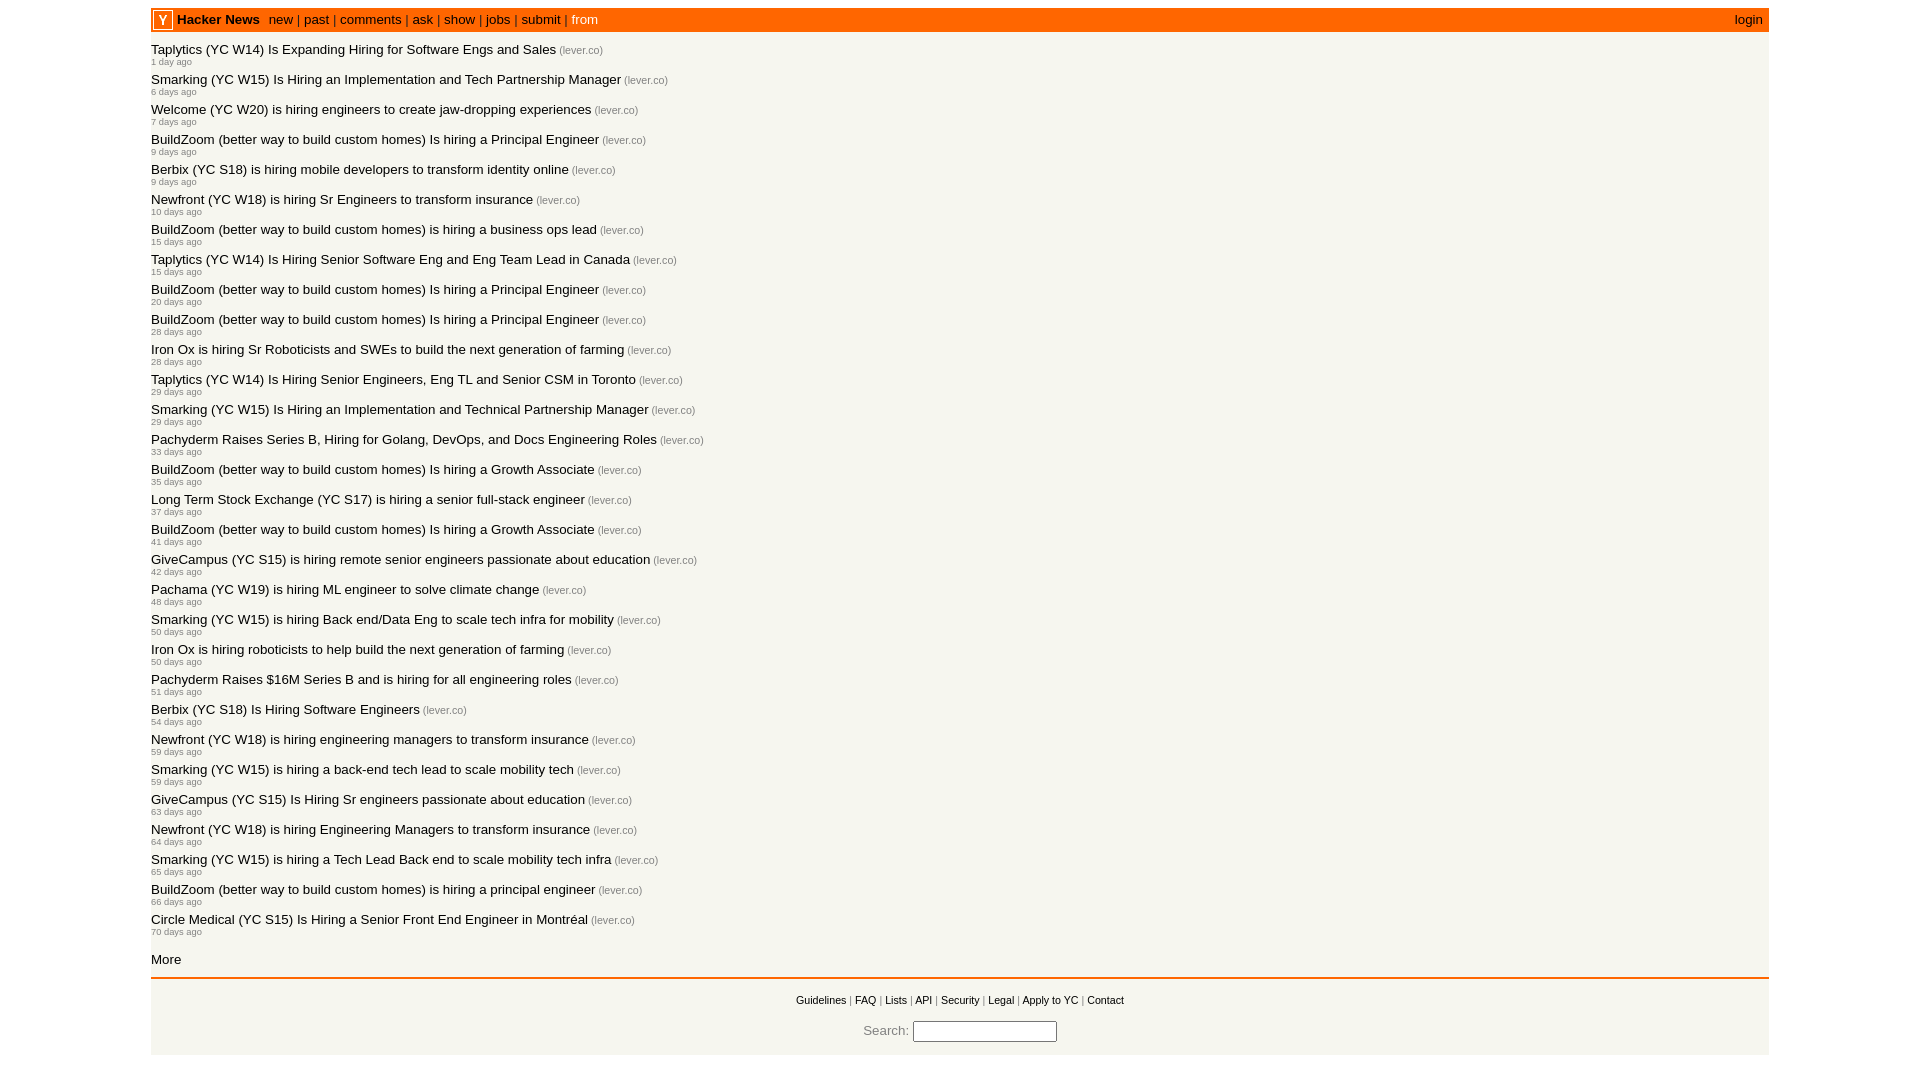 Y Hacker News new | past | comments | ask | show | jobs | submit | from login
Taplytics (YC W14) Is Expanding Hiring for Software Engs and Sales (lever.co)
1 day ago
Smarking (YC W15) Is Hiring an Implementation and Tech Partnership Manager (lever.co)
6 days ago
Welcome (YC W20) is hiring engineers to create jaw-dropping experiences (lever.co)
7 days ago
BuildZoom (better way to build custom homes) Is hiring a Principal Engineer (lever.co)
9 days ago
Berbix (YC S18) is hiring mobile developers to transform identity online (lever.co)
9 days ago
Newfront (YC W18) is hiring Sr Engineers to transform insurance (lever.co)
10 days ago
BuildZoom (better way to build custom homes) is hiring a business ops lead (lever.co)
15 days ago
Taplytics (YC W14) Is Hiring Senior Software Eng and Eng Team Lead in Canada (lever.co)
15 days ago
BuildZoom (better way to build custom homes) Is hiring a Principal Engineer (lever.co)
20 days ago
BuildZoom (better way to build custom homes) Is hiring a Principal Engineer (lever.co)
28 days ago
Iron Ox is hiring Sr Roboticists and SWEs to build the next generation of farming (lever.co)
28 days ago
Taplytics (YC W14) Is Hiring Senior Engineers, Eng TL and Senior CSM in Toronto (lever.co)
29 days ago
Smarking (YC W15) Is Hiring an Implementation and Technical Partnership Manager (lever.co)
29 days ago
Pachyderm Raises Series B, Hiring for Golang, DevOps, and Docs Engineering Roles (lever.co)
33 days ago
BuildZoom (better way to build custom homes) Is hiring a Growth Associate (lever.co)
35 days ago
Long Term Stock Exchange (YC S17) is hiring a senior full-stack engineer (lever.co)
37 days ago
BuildZoom (better way to build custom homes) Is hiring a Growth Associate (lever.co)
41 days ago
GiveCampus (YC S15) is hiring remote senior engineers passionate about education (lever.co)
42 days ago
Pachama (YC W19) is hiring ML engineer to solve climate change (lever.co)
48 days ago
Smarking (YC W15) is hiring Back end/Data Eng to scale tech infra for mobility (lever.co)
50 days ago
Iron Ox is hiring roboticists to help build the next generation of farming (lever.co)
50 days ago
Pachyderm Raises $16M Series B and is hiring for all engineering roles (lever.co)
51 days ago
Berbix (YC S18) Is Hiring Software Engineers (lever.co)
54 days ago
Newfront (YC W18) is hiring engineering managers to transform insurance (lever.co)
59 days ago
Smarking (YC W15) is hiring a back-end tech lead to scale mobility tech (lever.co)
59 days ago
GiveCampus (YC S15) Is Hiring Sr engineers passionate about education (lever.co)
63 days ago
Newfront (YC W18) is hiring Engineering Managers to transform insurance (lever.co)
64 days ago
Smarking (YC W15) is hiring a Tech Lead Back end to scale mobility tech infra (lever.co)
65 days ago
BuildZoom (better way to build custom homes) is hiring a principal engineer (lever.co)
66 days ago
Circle Medical (YC S15) Is Hiring a Senior Front End Engineer in Montréal (lever.co)
70 days ago
More
Guidelines | FAQ | Lists | API | Security | Legal | Apply to YC | Contact
Search: